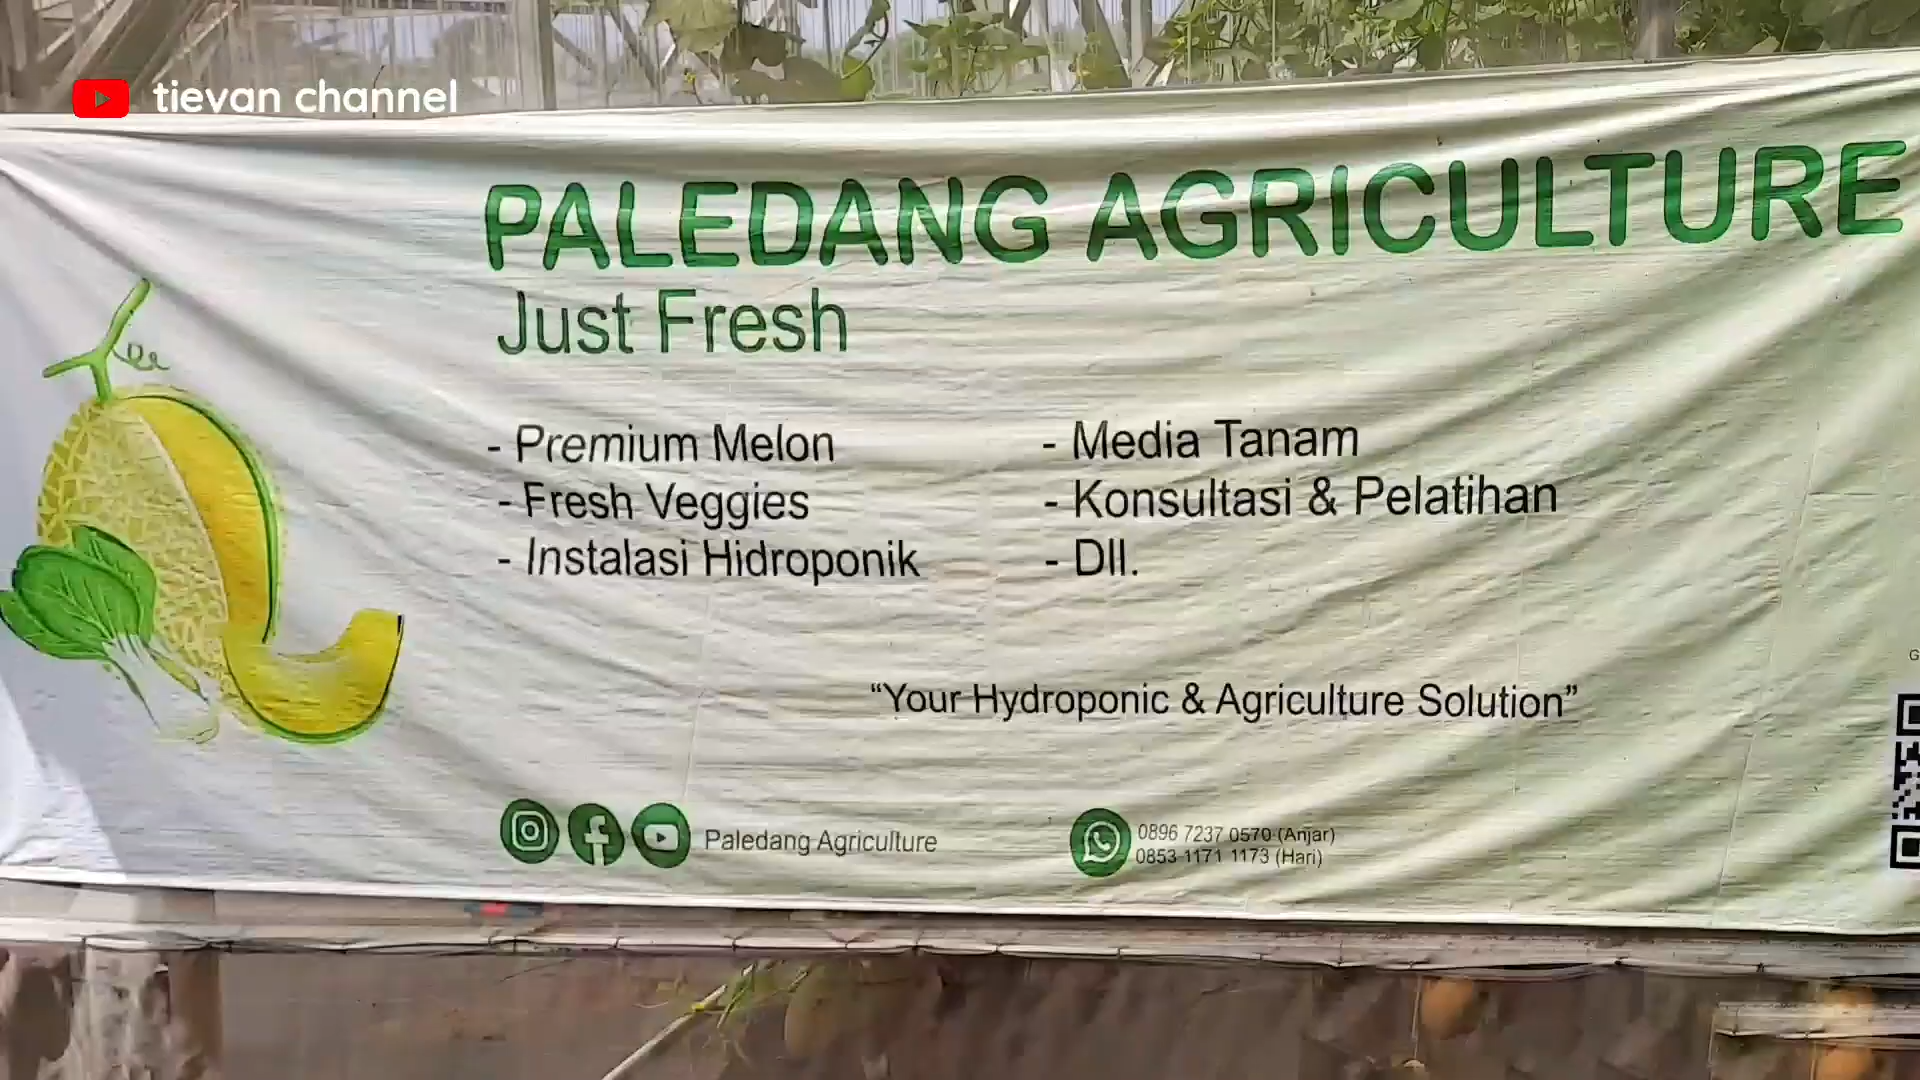 tievan channel
PALEDANG AGRICULTURE
Just Fresh
- Premium Melon
- Fresh Veggies
- Instalasi Hidroponik
- Media Tanam
- Konsultasi & Pelatihan
- Dll.
“Your Hydroponic & Agriculture Solution”
Paledang Agriculture
0896 7237 0570 (Anjar)
0853 1171 1173 (Hari)